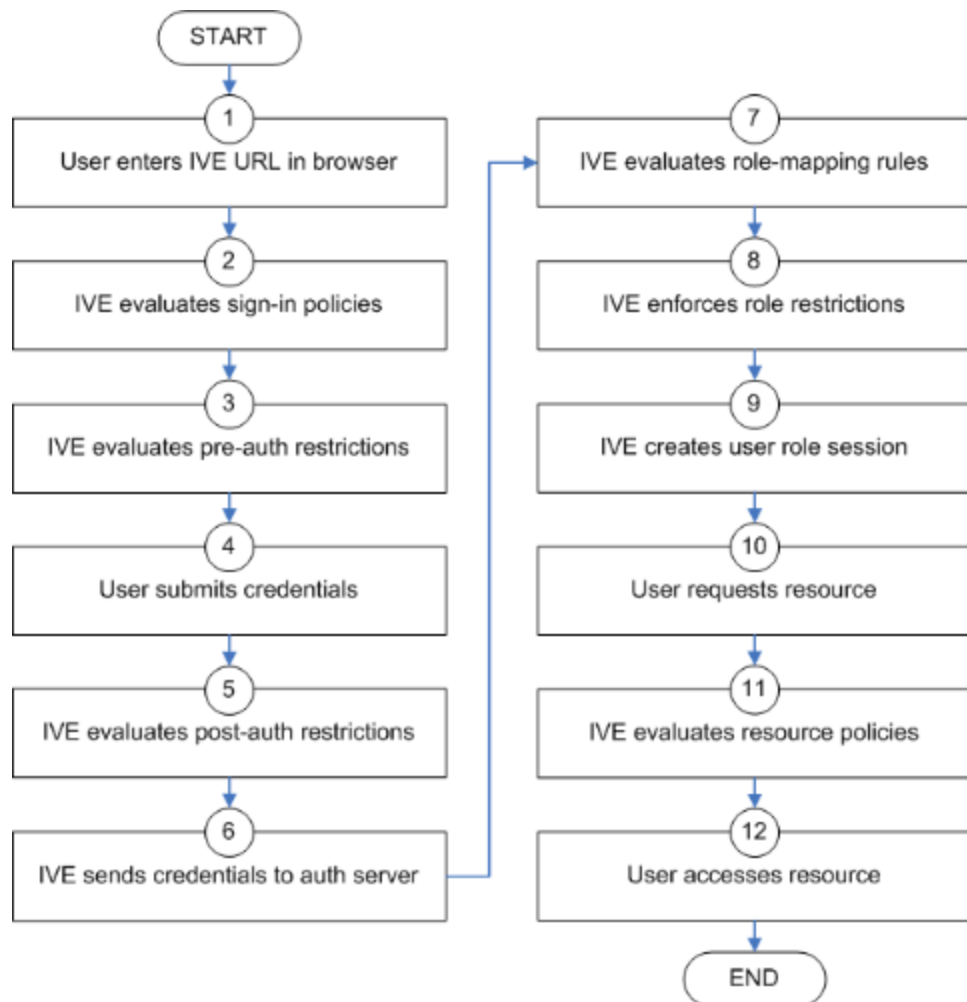 START
1
User enters IVE URL in browser
2
IVE evaluates sign-in policies
3
IVE evaluates pre-auth restrictions
4
User submits credentials
5
IVE evaluates post-auth restrictions
6
IVE sends credentials to auth server
7
IVE evaluates role-mapping rules
8
IVE enforces role restrictions
9
IVE creates user role session
10
User requests resource
11
IVE evaluates resource policies
12
User accesses resource
END